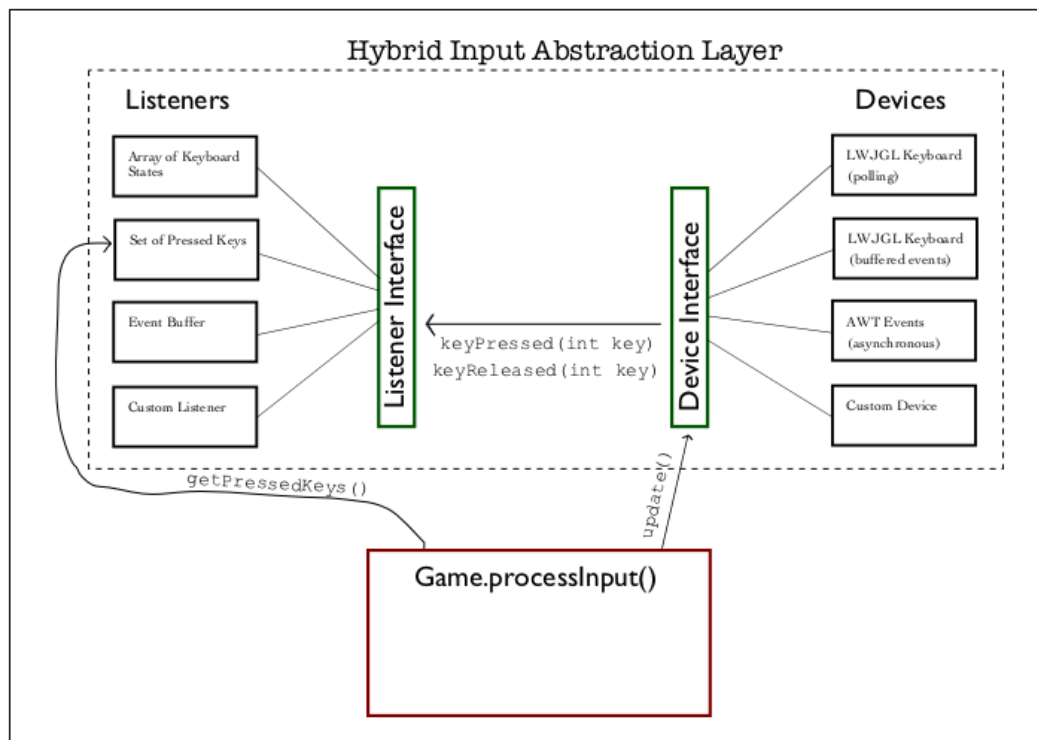 Hybrid Input Abstraction Layer
Listeners
Devices
Array of Keyboard
States
Set of Pressed Keys
Event Buffer
Custom Listener
Listener Interface
keyPressed(int key)
keyReleased(int key)
Device Interface
LWJGL Keyboard
(polling)
LWJGL Keyboard
(buffered events)
AWT Events
(asynchronous)
Custom Device
getPressedKeys()
update()
Game.processInput()